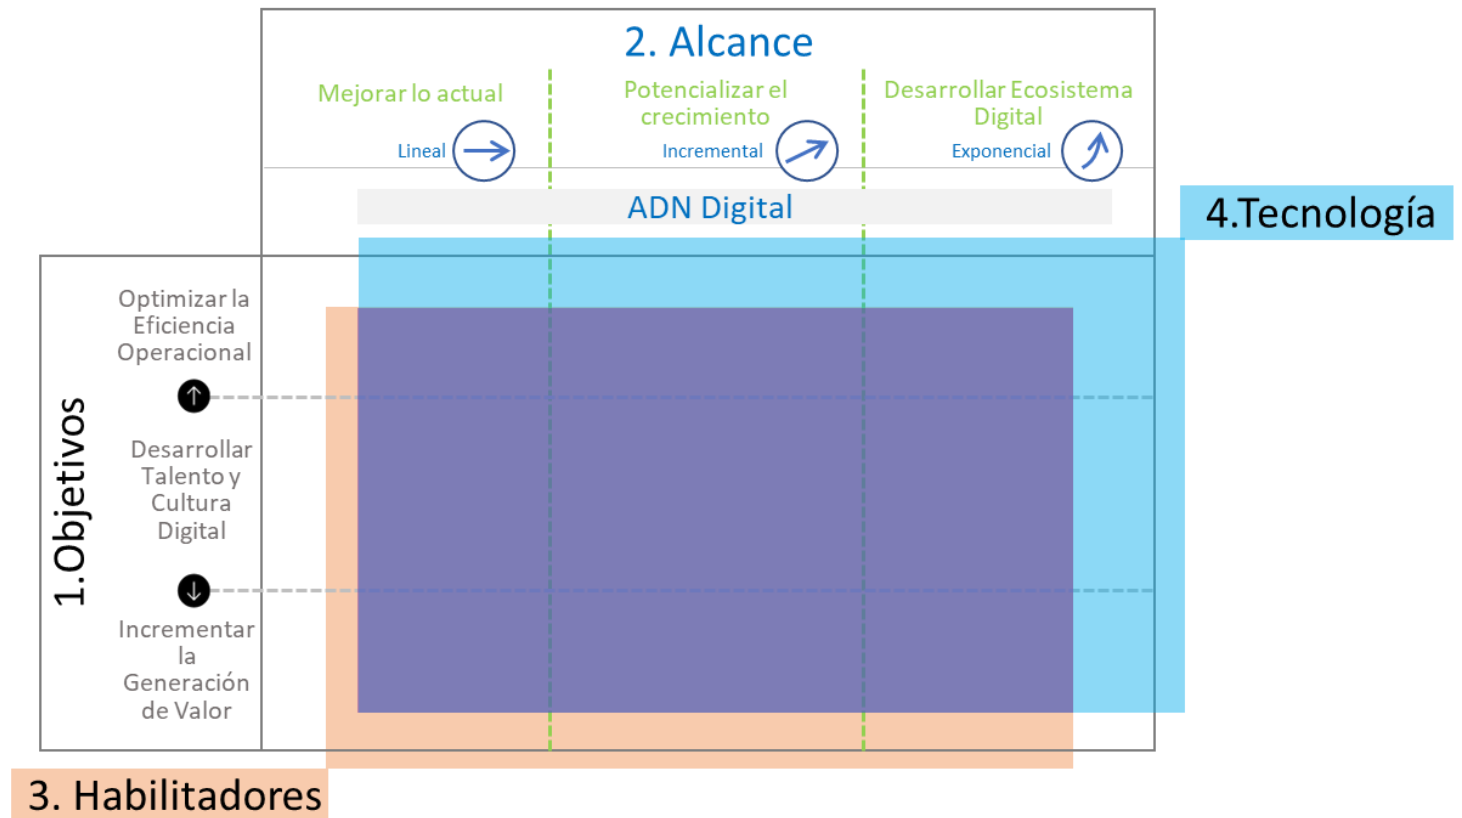 2. Alcance
Mejorar lo actual
Potencializar el
crecimiento
Desarrollar Ecosistema
Digital
Lineal
Incremental
Exponencial
ADN Digital
4.Tecnología
1.Objetivos
Optimizar la
Eficiencia
Operacional
Desarrollar
Talento y
Cultura
Digital
Incrementar
la
Generación
de Valor
3. Habilitadores